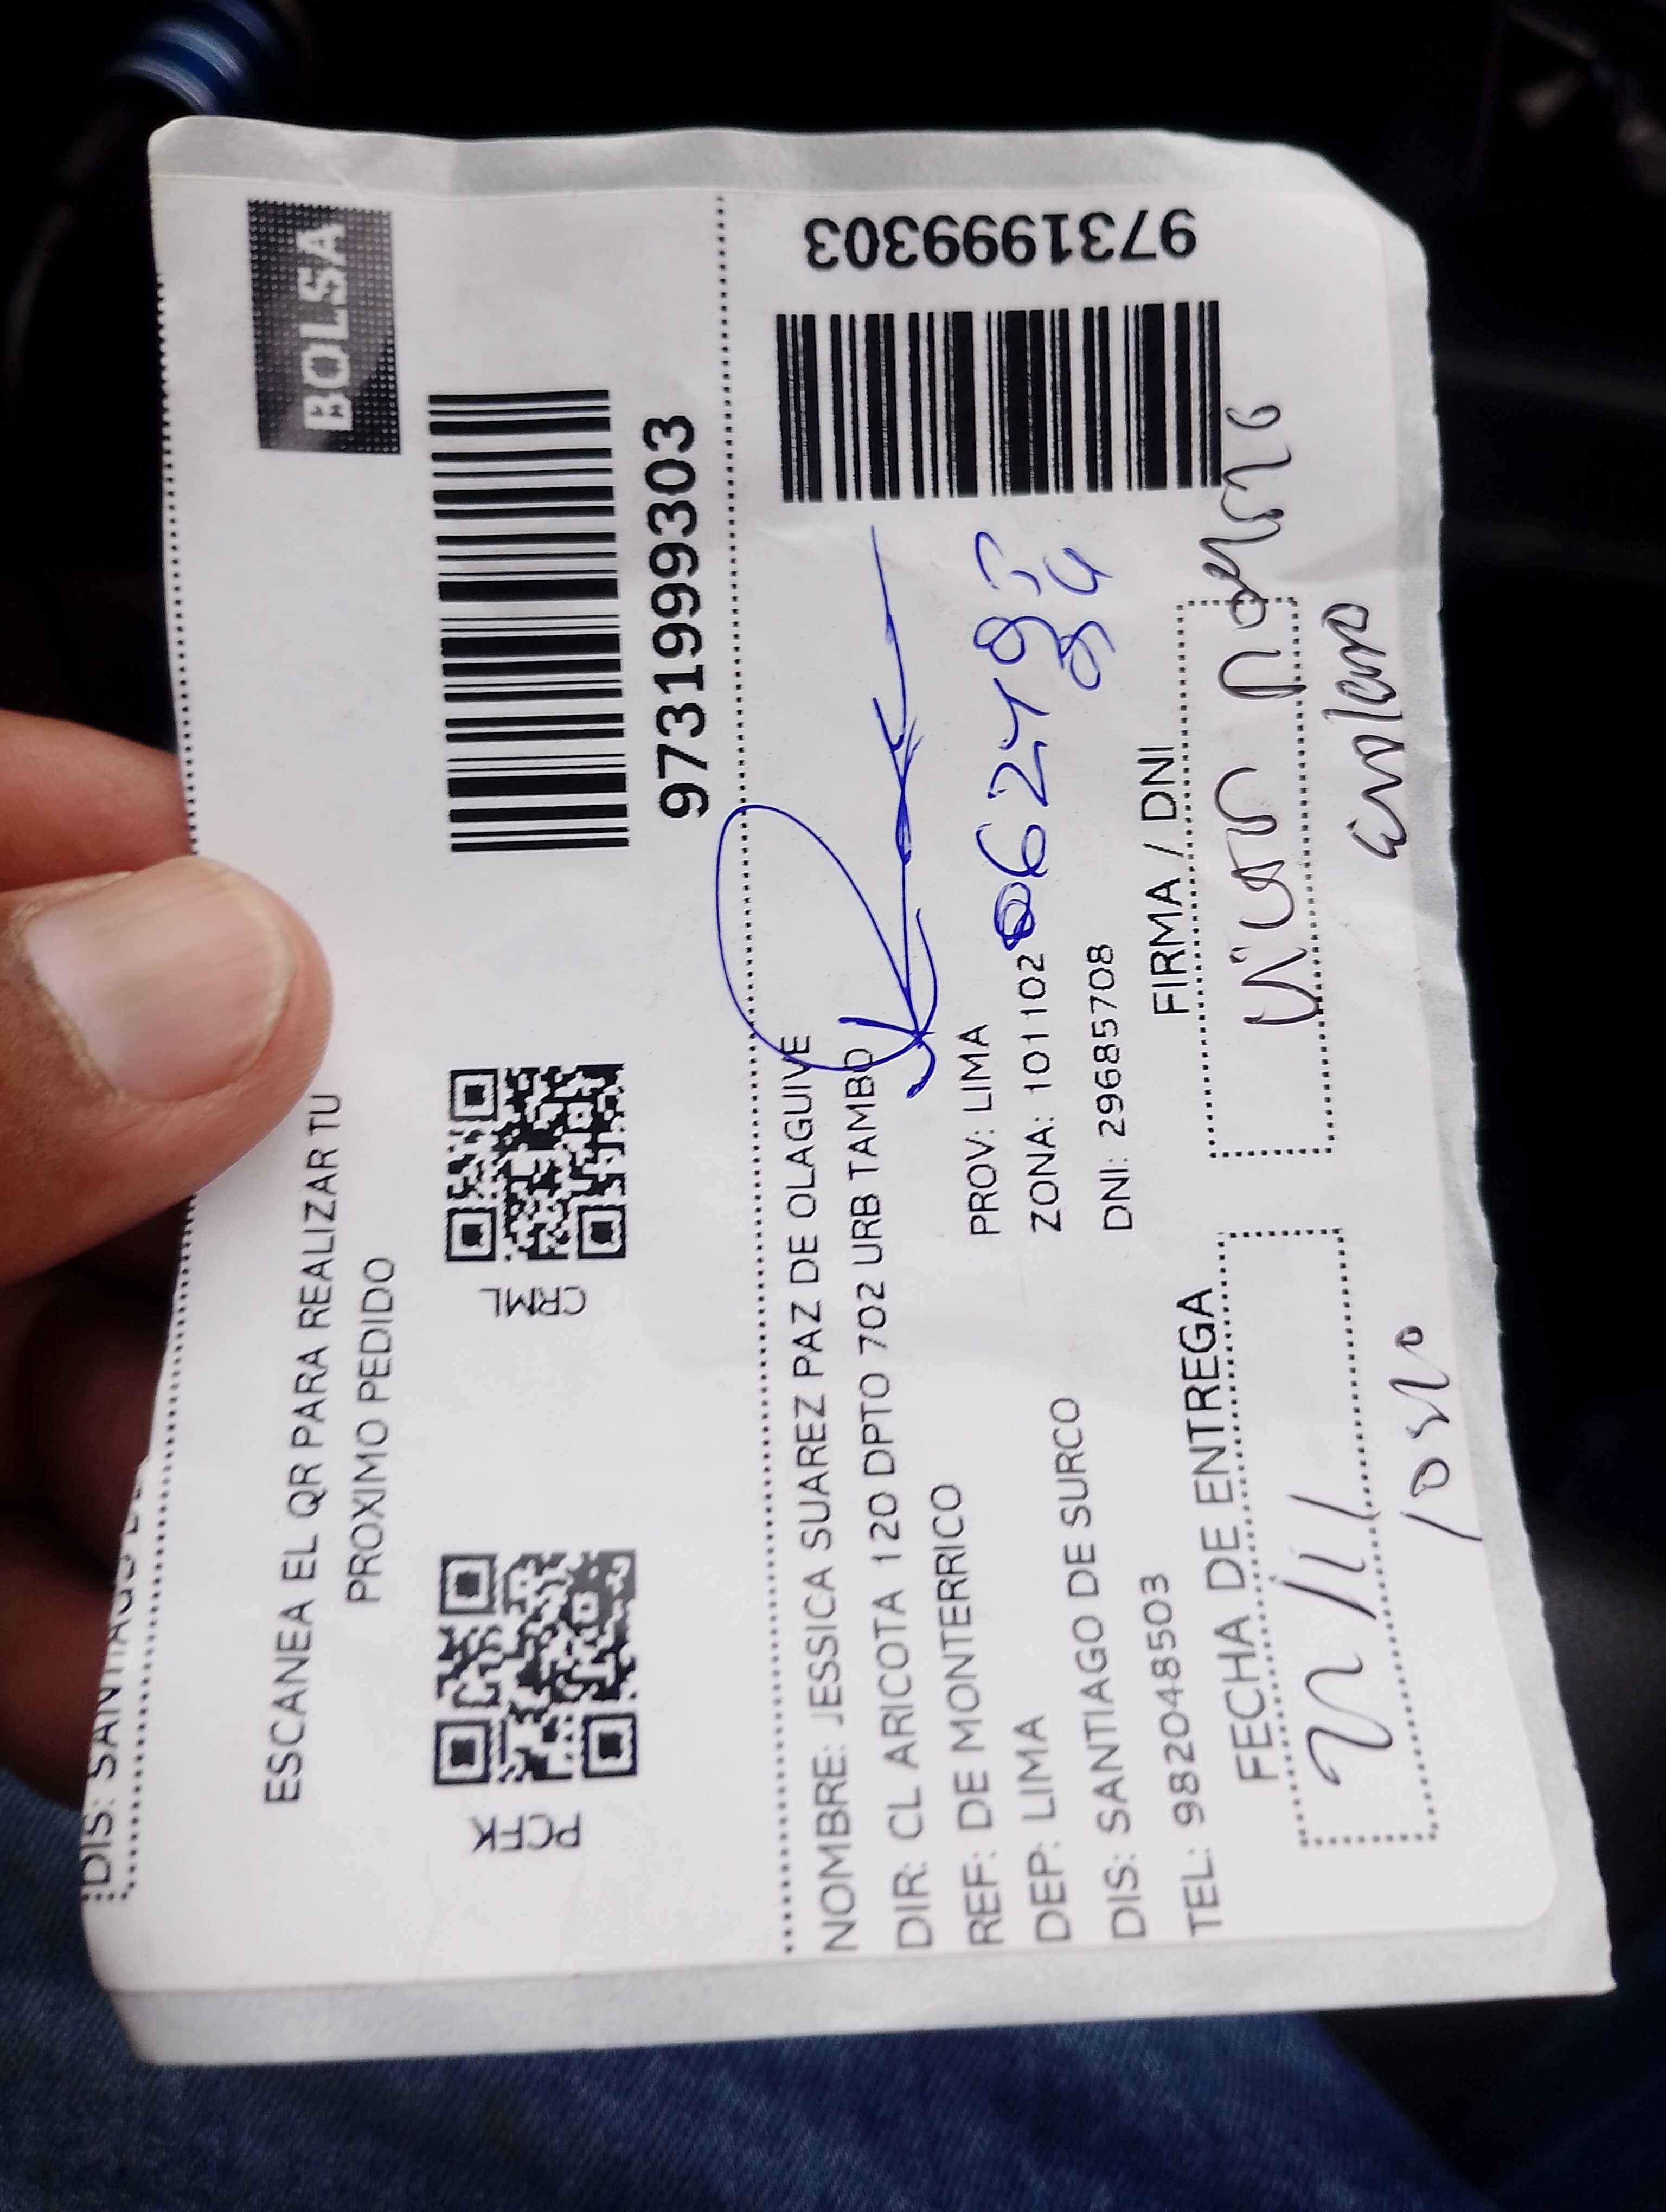 DIS: SANTIAGO DE
ESCANEA EL QR PARA REALIZAR TU
PROXIMO PEDIDO
BOLSA
PCFK
CRML
9731999303
NOMBRE: JESSICA SUAREZ PAZ DE OLAGUIVE
DIR: CL ARICOTA 120 DPTO 702 URB TAMBO
REF: DE MONTERRICO
DEP: LIMA
PROV: LIMA
DIS: SANTIAGO DE SURCO
ZONA: 101102
TEL: 982048503
DNI: 29685708
9731999303
FECHA DE ENTREGA
FIRMA / DNI